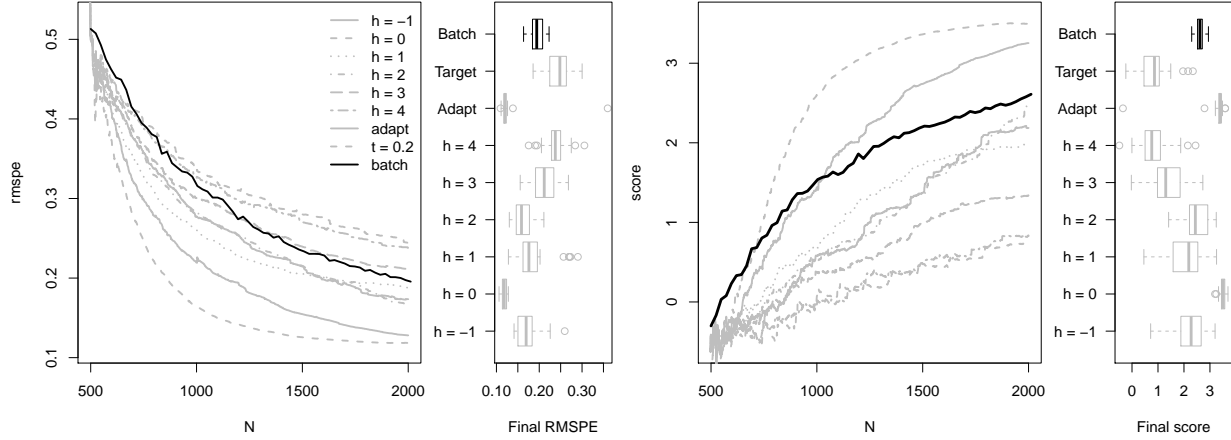 h = −1
h = 0
h = 1
h = 2
h = 3
h = 4
adapt
t = 0.2
batch
0.5
0.4
0.3
0.2
0.1
rmspe
500 1000 1500 2000
N
Batch
Target
Adapt
h = 4
h = 3
h = 2
h = 1
h = 0
h = −1
0.10 0.20 0.30
Final RMSPE
3
2
1
0
score
500 1000 1500 2000
N
Batch
Target
Adapt
h = 4
h = 3
h = 2
h = 1
h = 0
h = −1
0 1 2 3
Final score